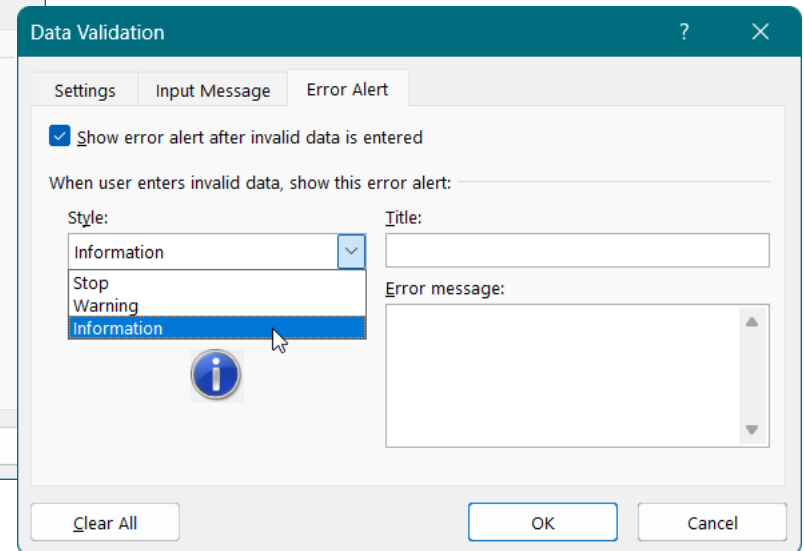 Data Validation ?
Settings Input Message Error Alert
Show error alert after invalid data is entered
When user enters invalid data, show this error alert:
Style: Title:
Information
Stop
Warning
Information
Error message:
i
Clear All OK Cancel